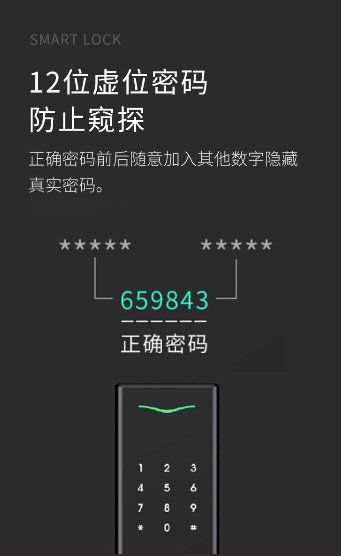 SMART LOCK
12位虚位密码
防止窥探
正确密码前后随意加入其他数字隐藏
真实密码。
***** *****
659843
正确密码
1 2 3
4 5 6
7 8 9
* 0 #